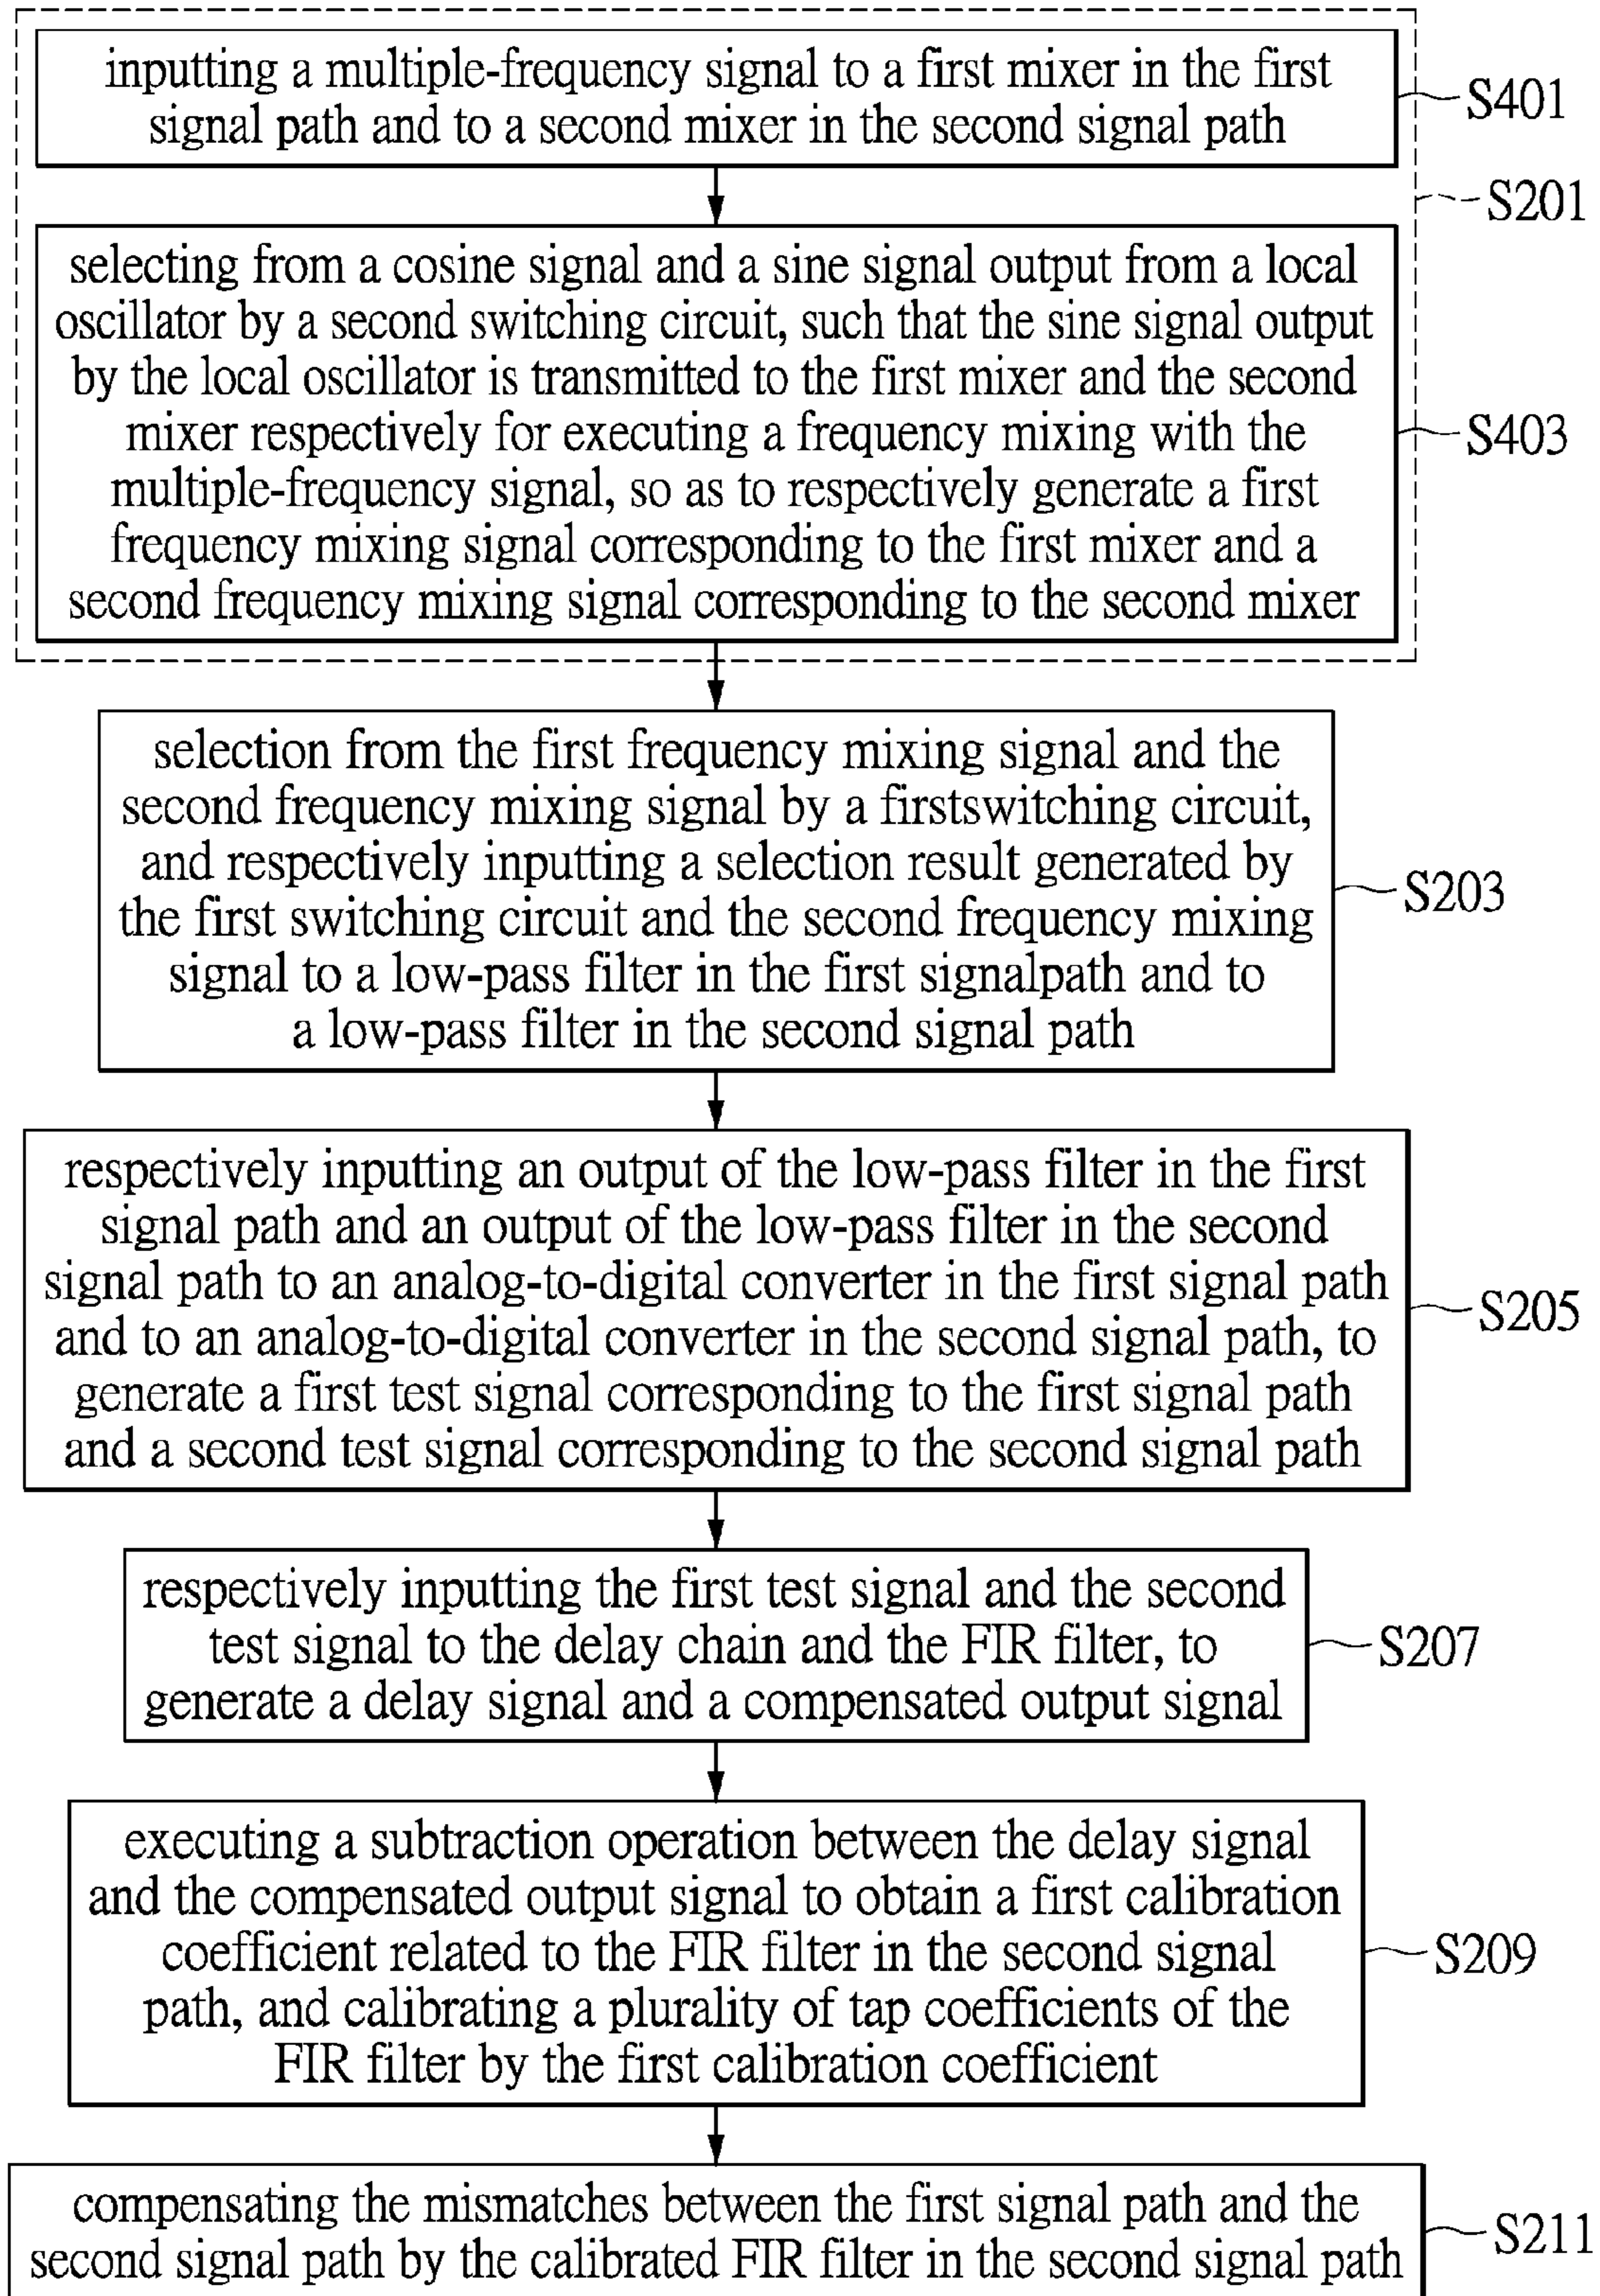 inputting a multiple-frequency signal to a first mixer in the first
signal path and to a second mixer in the second signal path
S401
S201
selecting from a cosine signal and a sine signal output from a local
oscillator by a second switching circuit, such that the sine signal output
by the local oscillator is transmitted to the first mixer and the second
mixer respectively for executing a frequency mixing with the
multiple-frequency signal, so as to respectively generate a first
frequency mixing signal corresponding to the first mixer and a
second frequency mixing signal corresponding to the second mixer
S403
selection from the first frequency mixing signal and the
second frequency mixing signal by a firstswitching circuit,
and respectively inputting a selection result generated by
the first switching circuit and the second frequency mixing
signal to a low-pass filter in the first signalpath and to
a low-pass filter in the second signal path
S203
respectively inputting an output of the low-pass filter in the first
signal path and an output of the low-pass filter in the second
signal path to an analog-to-digital converter in the first signal path
and to an analog-to-digital converter in the second signal path, to
generate a first test signal corresponding to the first signal path
and a second test signal corresponding to the second signal path
S205
respectively inputting the first test signal and the second
test signal to the delay chain and the FIR filter, to
generate a delay signal and a compensated output signal
S207
executing a subtraction operation between the delay signal
and the compensated output signal to obtain a first calibration
coefficient related to the FIR filter in the second signal
path, and calibrating a plurality of tap coefficients of the
FIR filter by the first calibration coefficient
S209
compensating the mismatches between the first signal path and the
second signal path by the calibrated FIR filter in the second signal path
S211